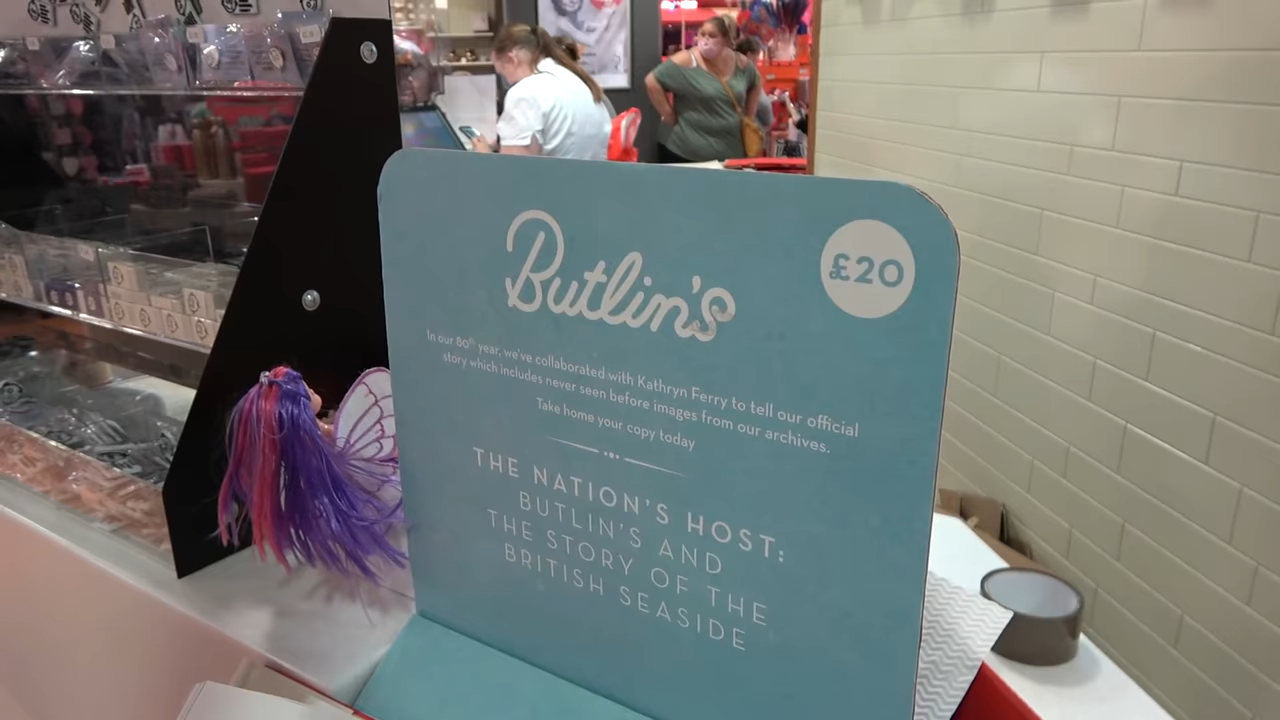 Butlin's
£20
In our 80th year, we've collaborated with Kathryn Ferry to tell our official
story which includes never seen before images from our archives.
Take home your copy today
THE NATION'S HOST:
BUTLIN'S AND
THE STORY OF THE
BRITISH SEASIDE